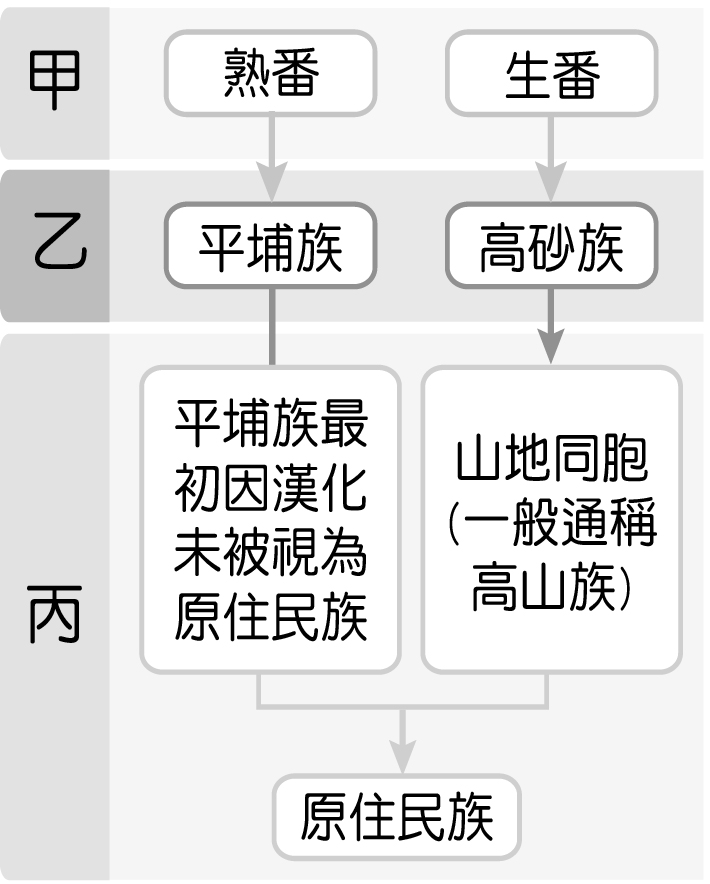 甲
熟番
生番
乙
平埔族
高砂族
丙
平埔族最
初因漢化
未被視為
原住民族
山地同胞
(一般通稱
高山族)
原住民族